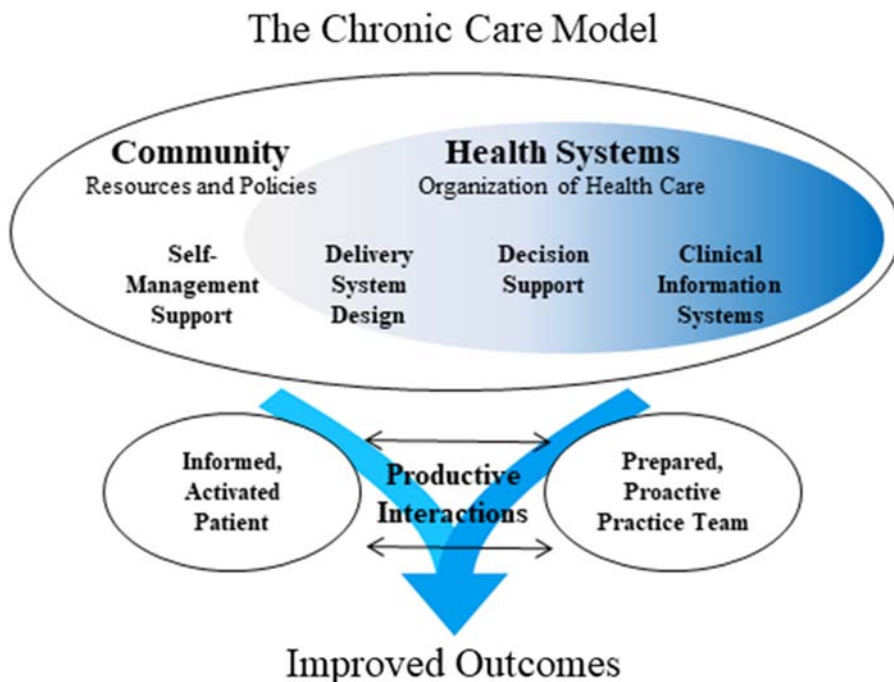 The Chronic Care Model
Community
Resources and Policies
Health Systems
Organization of Health Care
Self-
Management
Support
Delivery
System
Design
Decision
Support
Clinical
Information
Systems
Informed,
Activated
Patient
Productive
Interactions
Prepared,
Proactive
Practice Team
Improved Outcomes